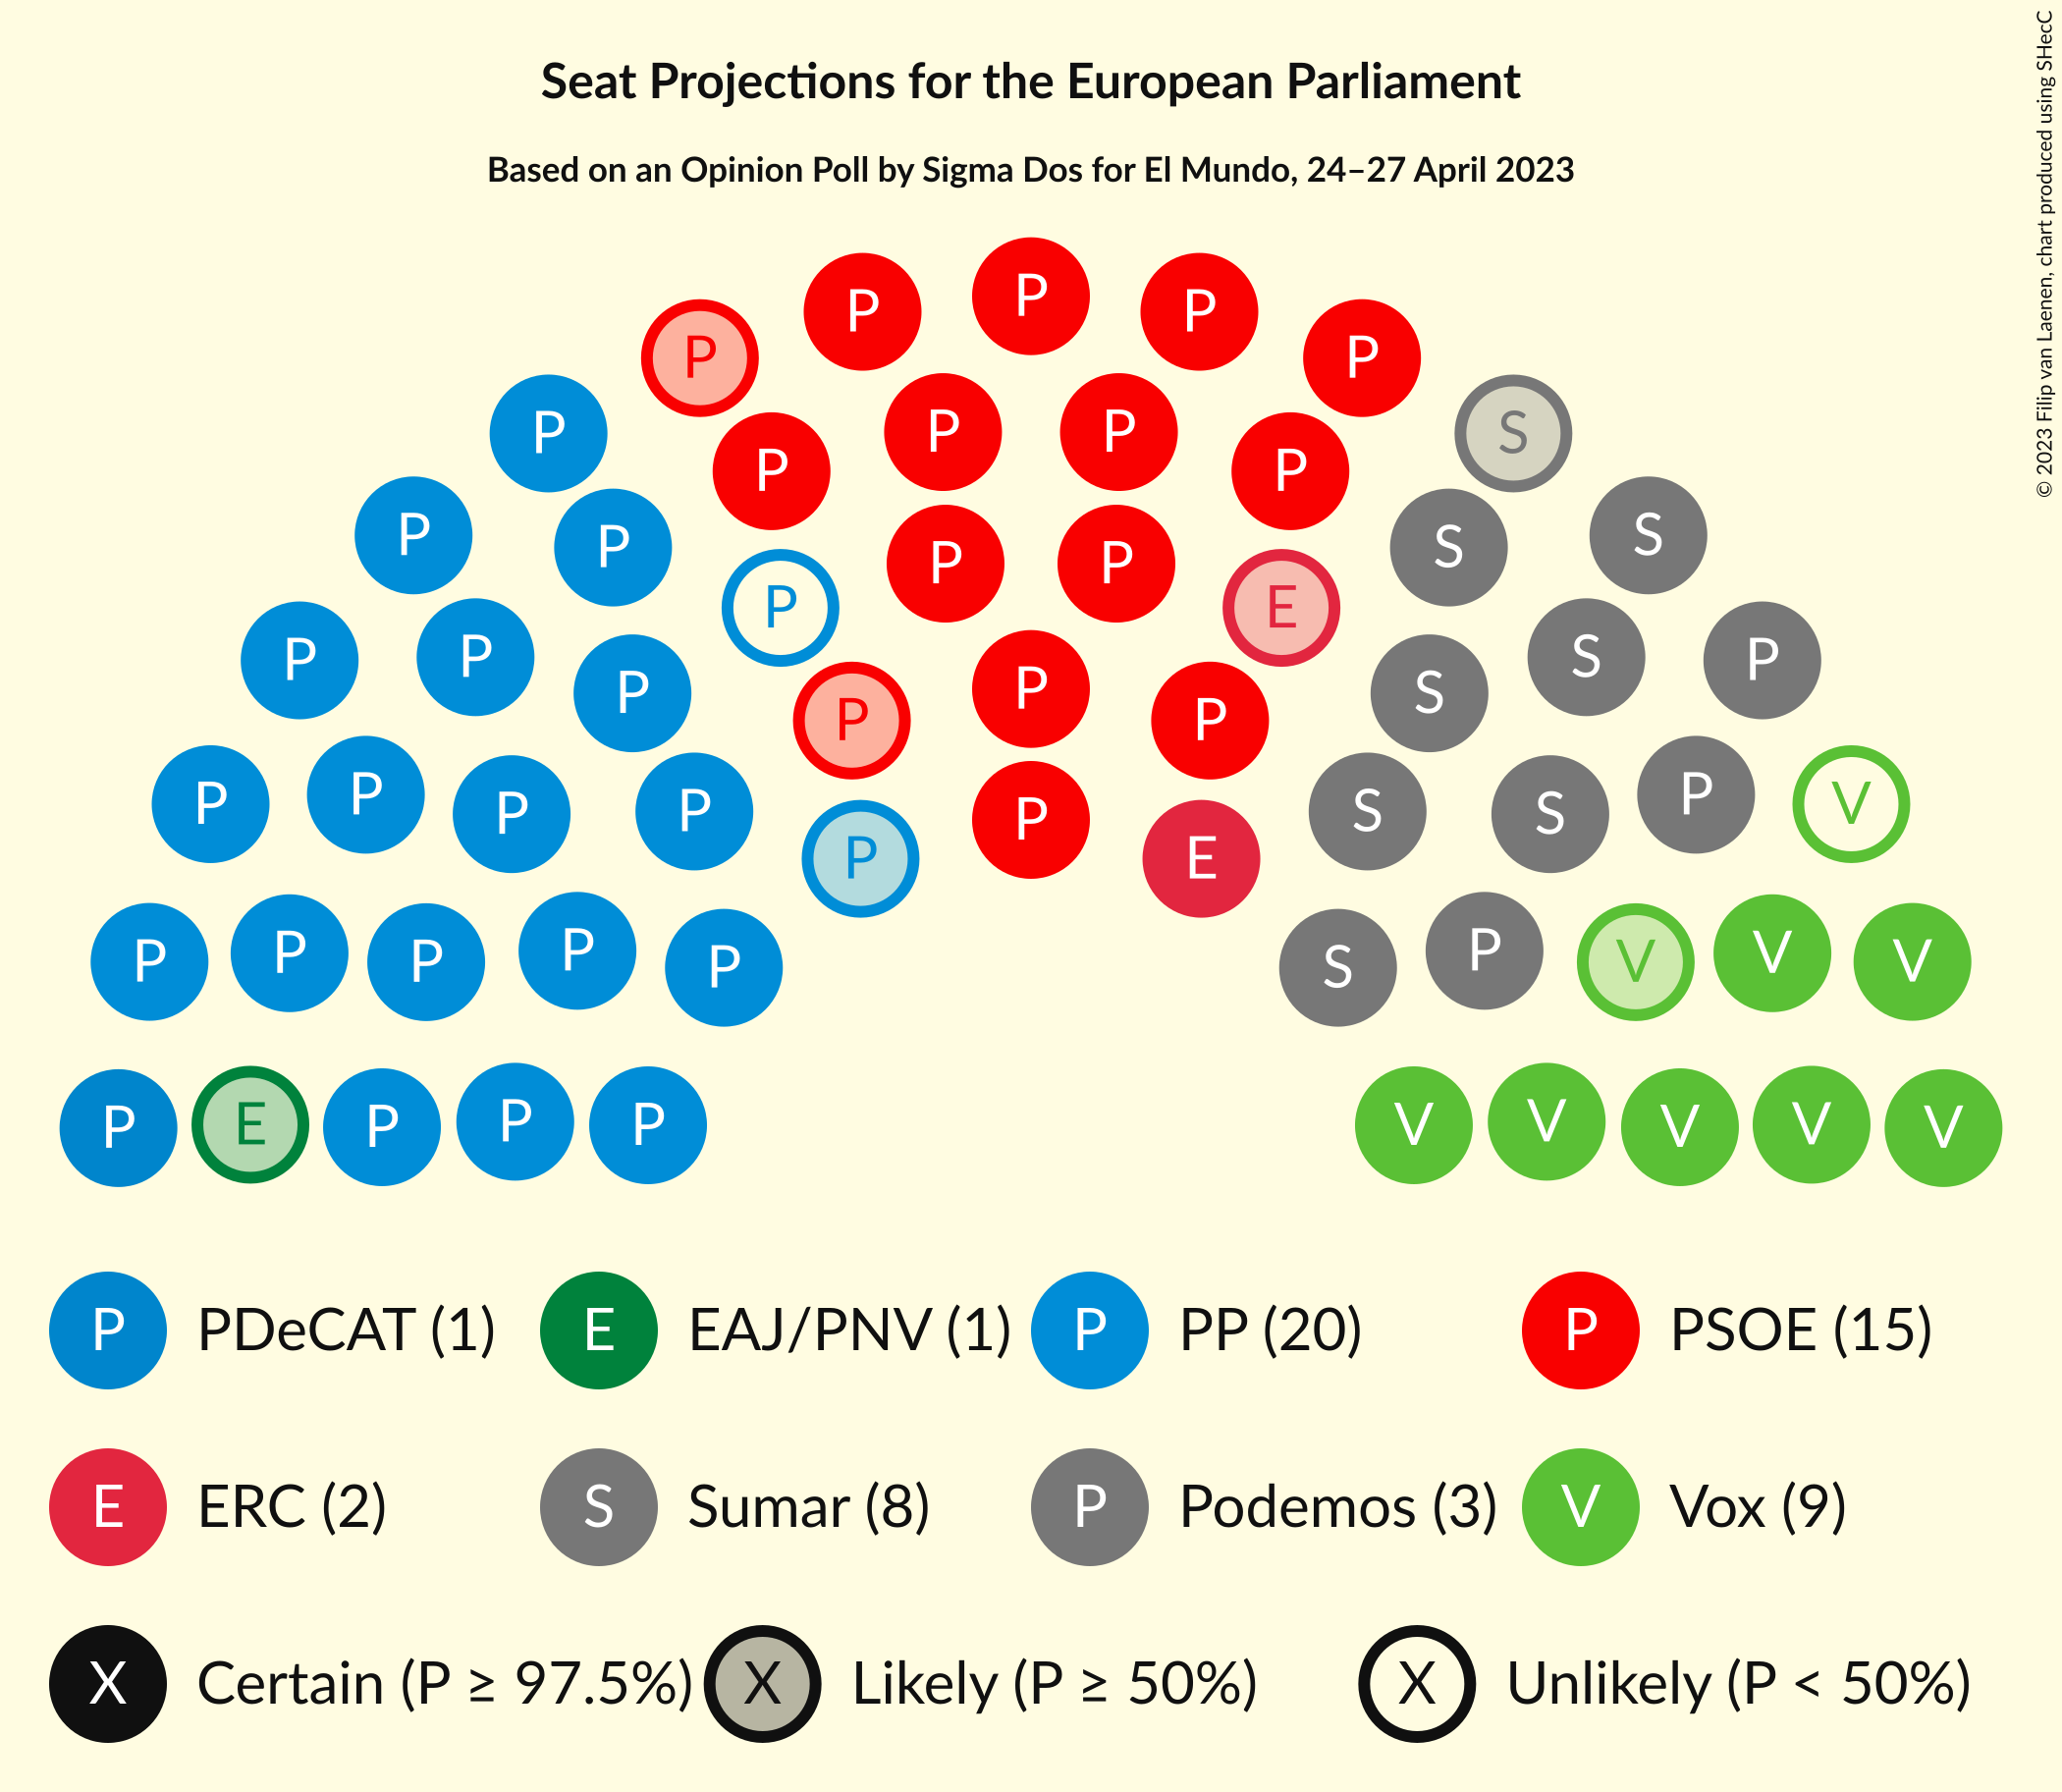 Seat Projections for the European Parliament
Based on an Opinion Poll by Sigma Dos for El Mundo, 24–27 April 2023
© 2023 Filip van Laenen, chart produced using SHecC
P
P P
P P
P P
P P
P S
P P
P P
P P
P S S
P P
P E
P P
P S S P
P P
S
P P
P P
P P
V
P P
P S S
P E
P P P P P
S P V V V
P E P P P
V V V V V
P PDeCAT (1) E EAJ/PNV (1) P PP (20) P PSOE (15)
E ERC (2) S Sumar (8) P Podemos (3) V Vox (9)
X Certain (P ≥ 97.5%) X Likely (P ≥ 50%) X Unlikely (P < 50%)